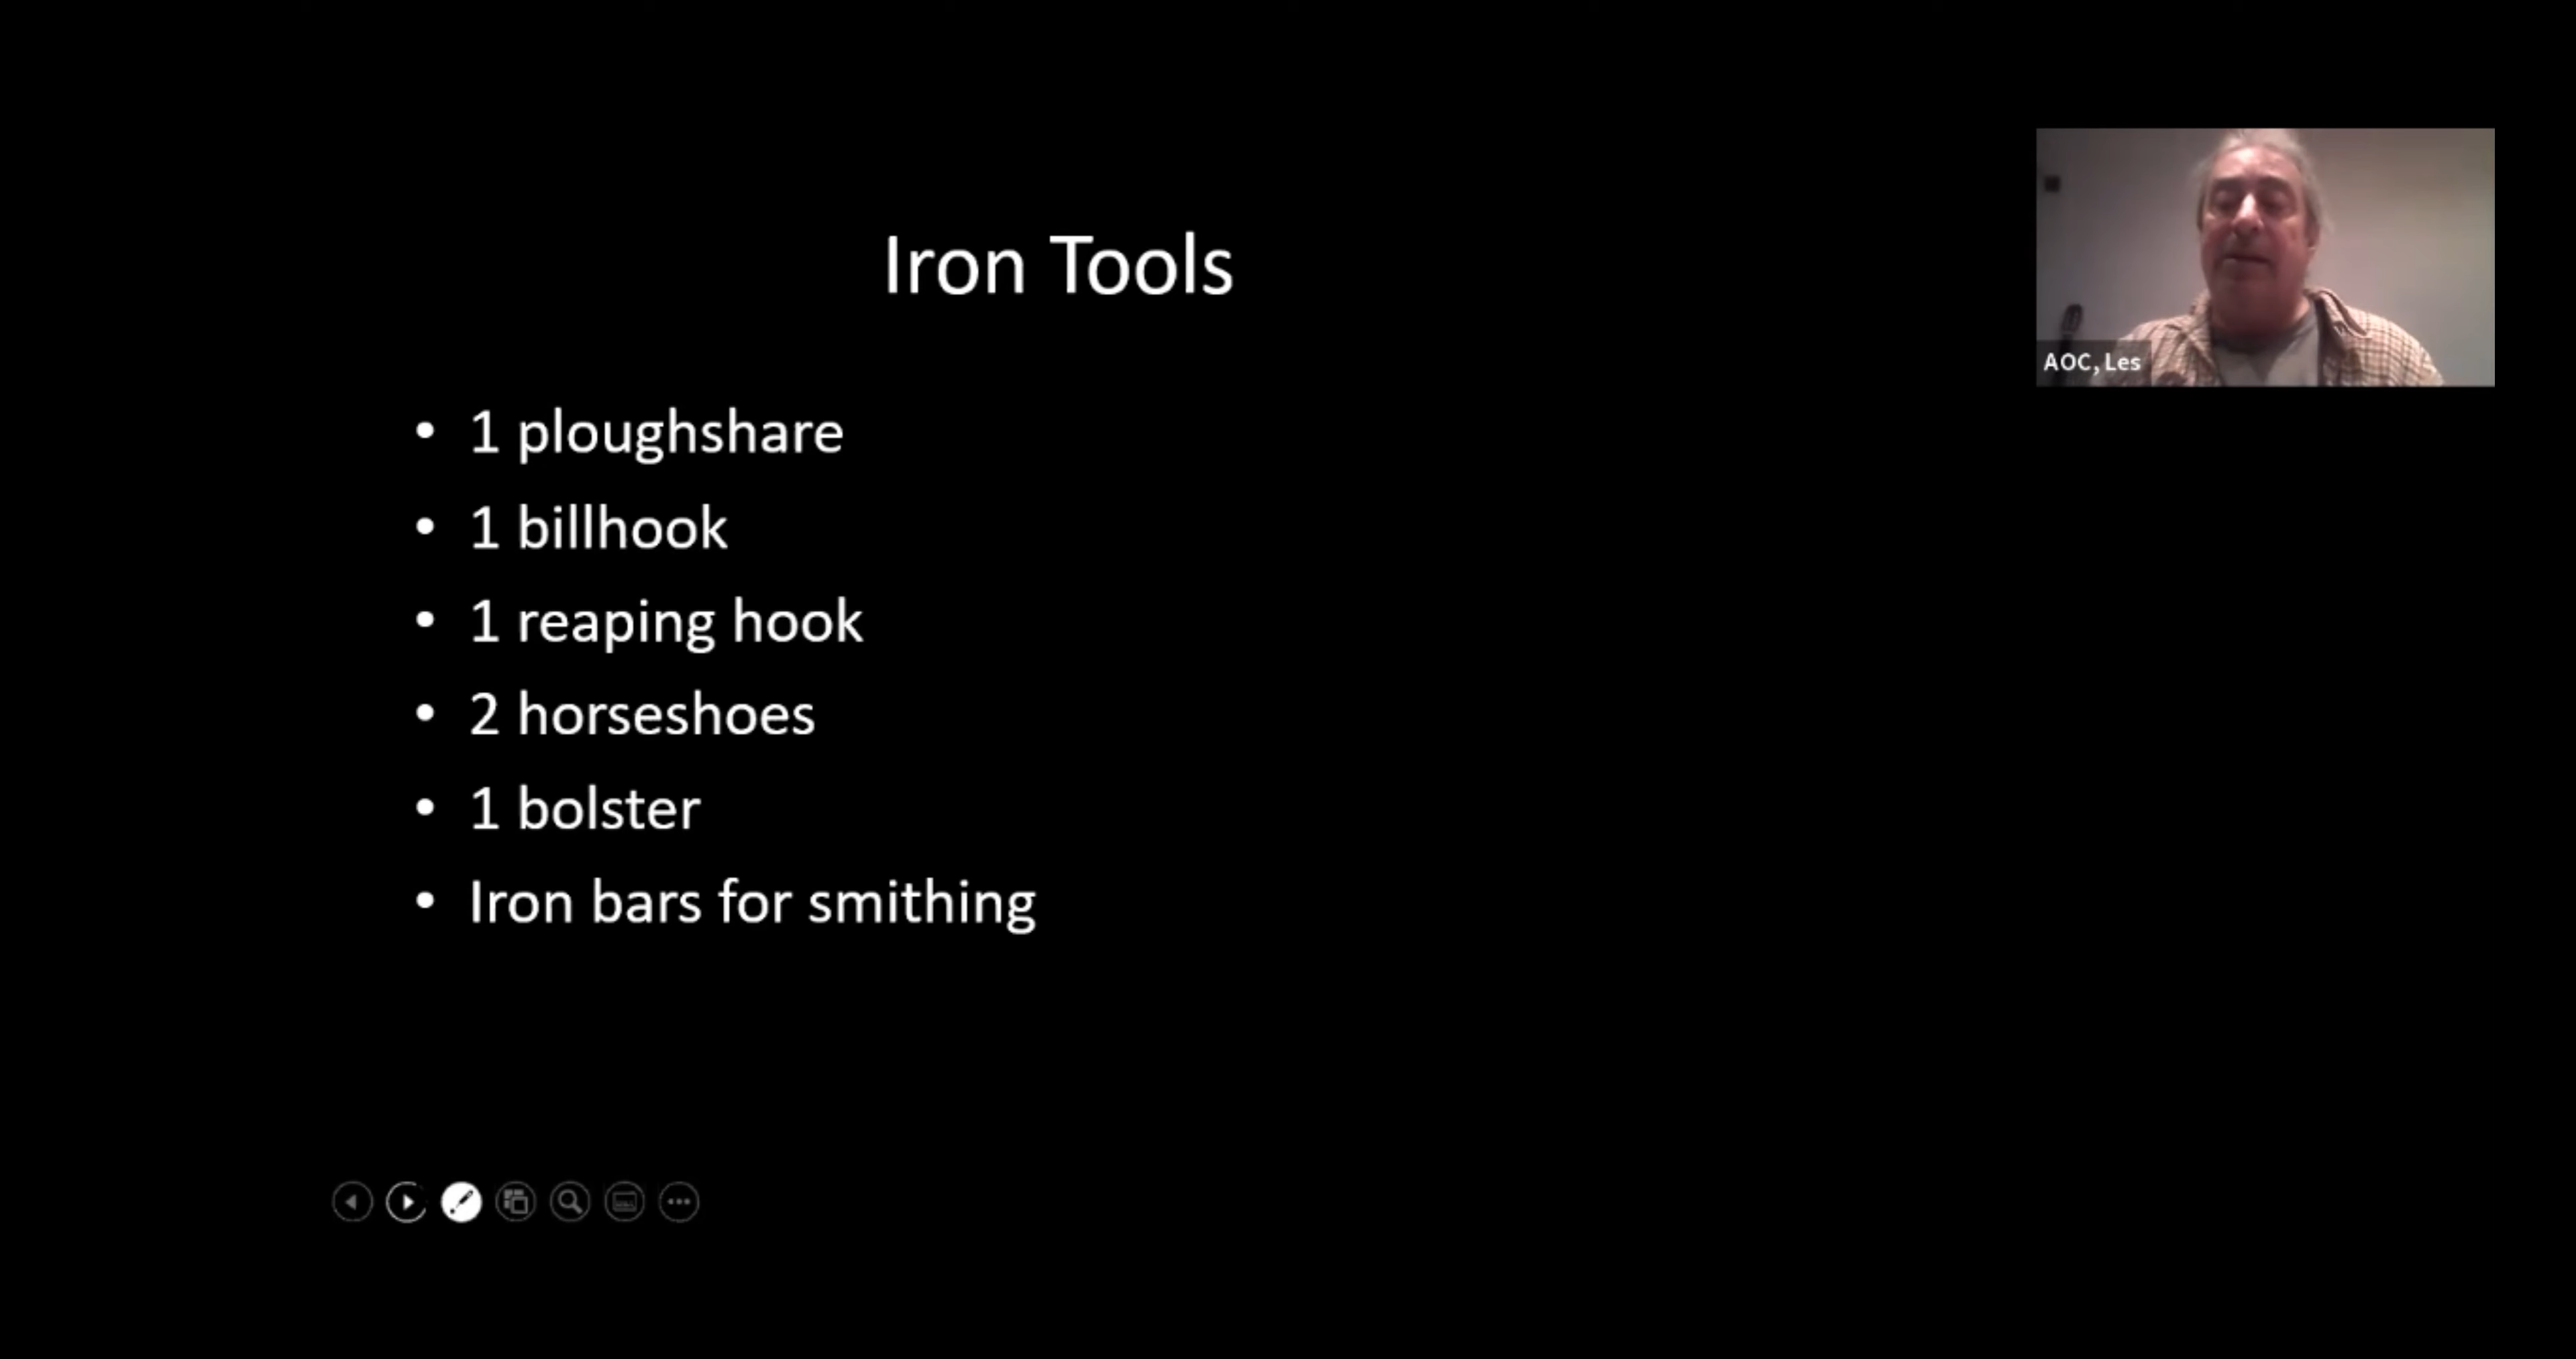 Iron Tools
AOC, Les
• 1 ploughshare
• 1 billhook
• 1 reaping hook
• 2 horseshoes
• 1 bolster
• Iron bars for smithing